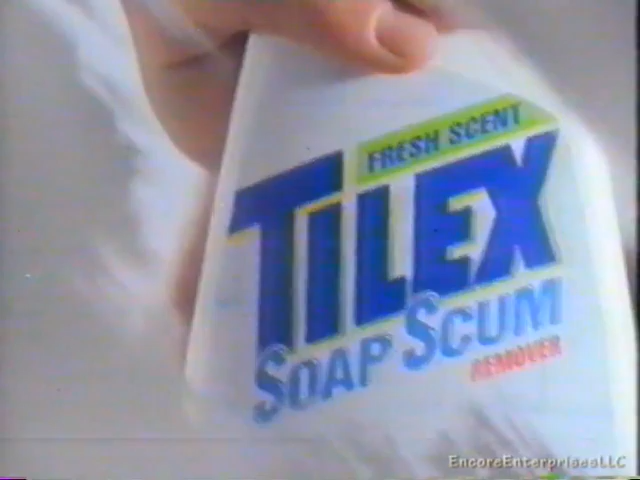 FRESH SCENT
TILEX
SOAP SCUM
REMOVER
EncoreEnterprisesLLC